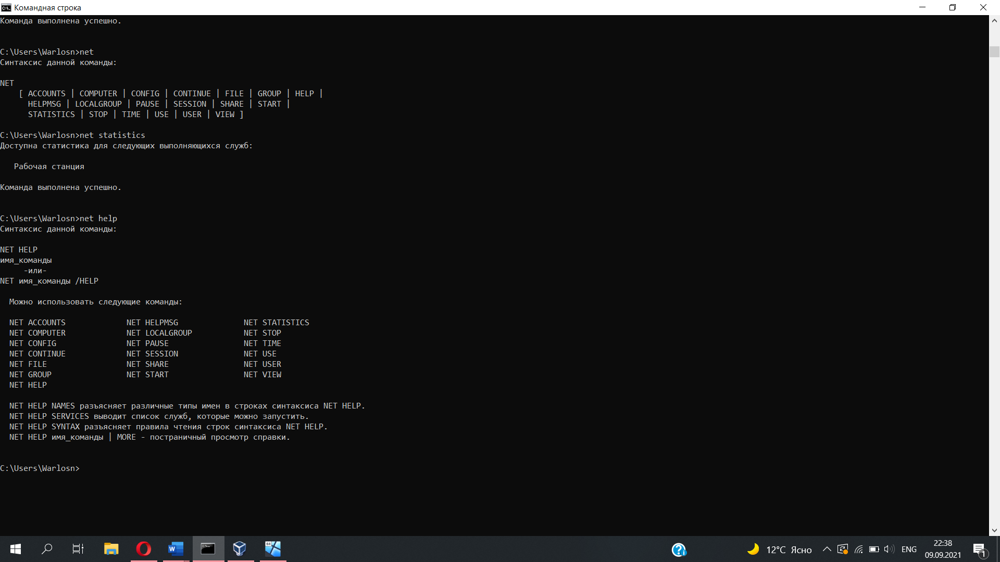 Командная строка
Команда выполнена успешно.
C:\Users\Warlosn>net
Синтаксис данной команды:
NET
[ ACCOUNTS | COMPUTER | CONFIG | CONTINUE | FILE | GROUP | HELP |
HELPMSG | LOCALGROUP | PAUSE | SESSION | SHARE | START |
STATISTICS | STOP | TIME | USE | USER | VIEW ]
C:\Users\Warlosn>net statistics
Доступна статистика для следующих выполняющихся служб:
Рабочая станция
Команда выполнена успешно.
C:\Users\Warlosn>net help
Синтаксис данной команды:
NET HELP
имя_команды
-или-
NET имя_команды /HELP
Можно использовать следующие команды:
NET ACCOUNTS NET HELPMSG NET STATISTICS
NET COMPUTER NET LOCALGROUP NET STOP
NET CONFIG NET PAUSE NET TIME
NET CONTINUE NET SESSION NET USE
NET FILE NET SHARE NET USER
NET GROUP NET START NET VIEW
NET HELP
NET HELP NAMES разъясняет различные типы имен в строках синтаксиса NET HELP.
NET HELP SERVICES выводит список служб, которые можно запустить.
NET HELP SYNTAX разъясняет правила чтения строк синтаксиса NET HELP.
NET HELP имя_команды | MORE - постраничный просмотр справки.
C:\Users\Warlosn>
12°C Ясно
ENG
22:38
09.09.2021
1